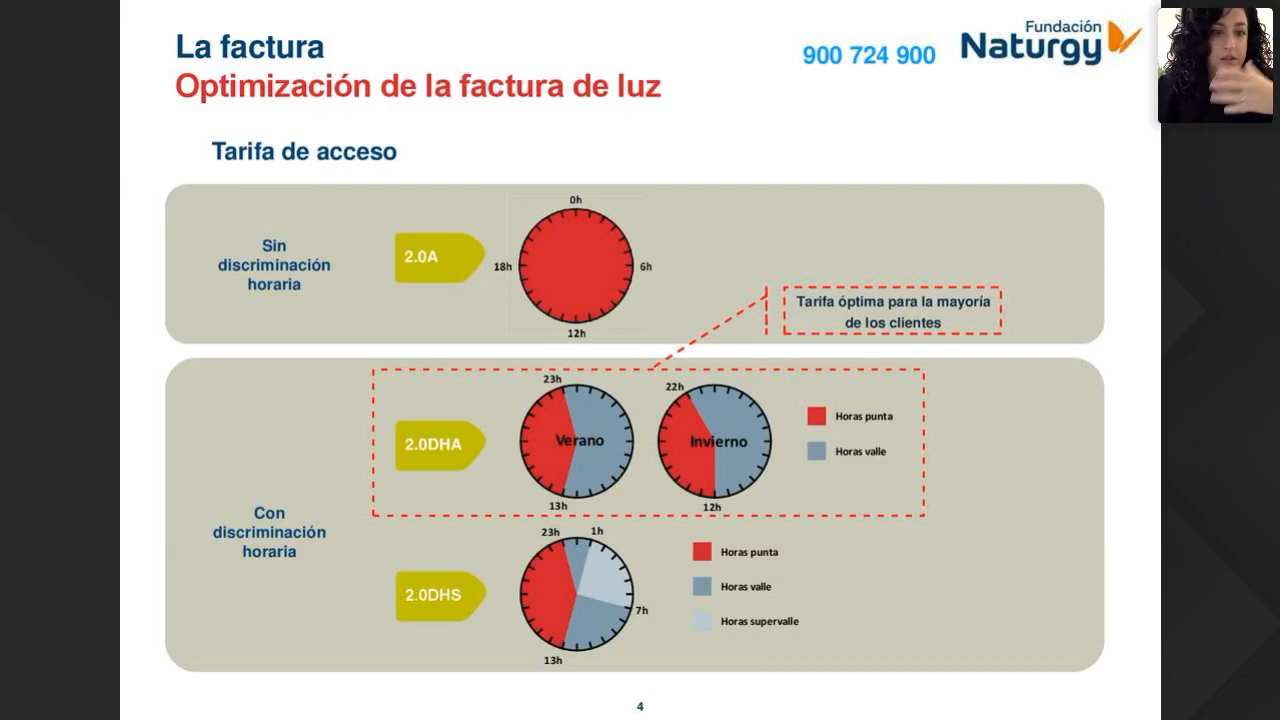 La factura
Optimización de la factura de luz
900 724 900
Fundación
Naturgy
Tarifa de acceso
Sin
discriminación
horaria
2.0A
0h
18h
6h
12h
Tarifa óptima para la mayoría
de los clientes
Con
discriminación
horaria
2.0DHA
23h
Verano
13h
22h
Invierno
12h
Horas punta
Horas valle
2.0DHS
23h
1h
7h
13h
Horas punta
Horas valle
Horas supervalle
4